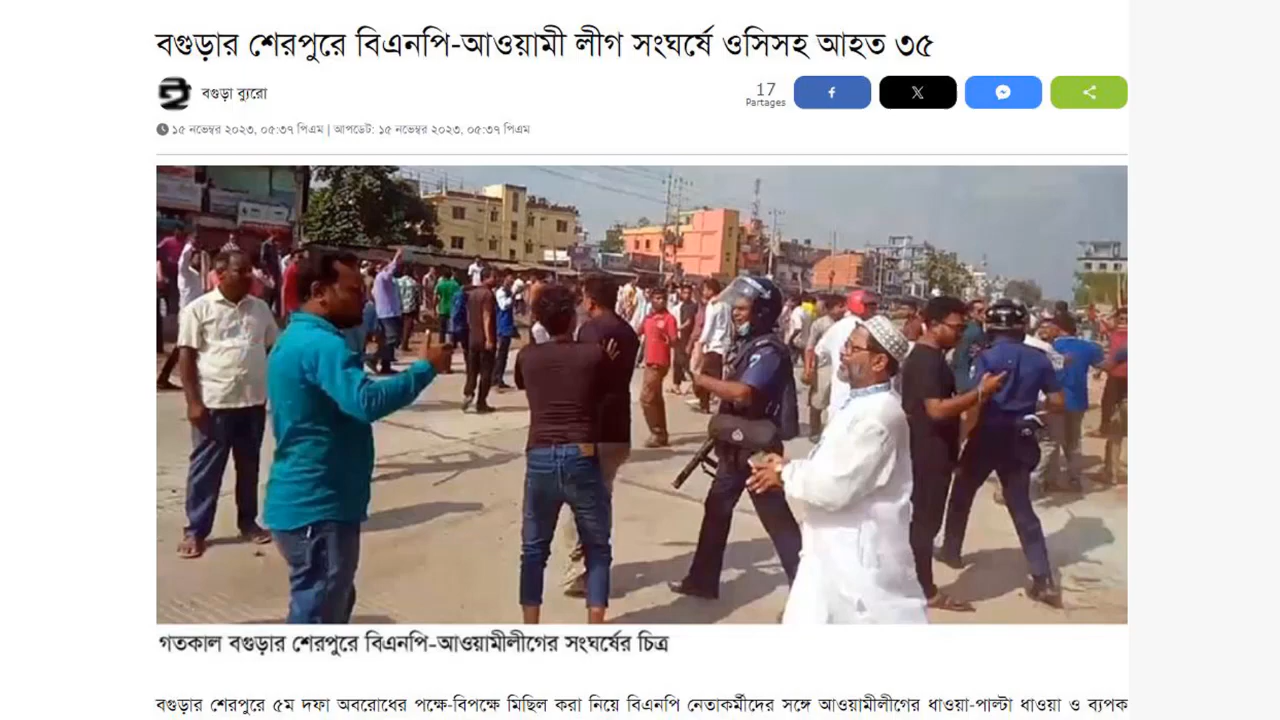 বগুড়ার শেরপুরে বিএনপি-আওয়ামী লীগ সংঘর্ষে ওসিসহ আহত ৩৫
বগুড়া ব্যুরো
17
Partages
১৫ নভেম্বর ২০২৩, ০৫:৩৭ পিএম | আপডেট: ১৫ নভেম্বর ২০২৩, ০৫:৩৭ পিএম
গতকাল বগুড়ার শেরপুরে বিএনপি-আওয়ামীলীগের সংঘর্ষের চিত্র
বগুড়ার শেরপুরে ৫ম দফা অবরোধের পক্ষে-বিপক্ষে মিছিল করা নিয়ে বিএনপি নেতাকর্মীদের সঙ্গে আওয়ামীলীগের ধাওয়া-পাল্টা ধাওয়া ও ব্যপক